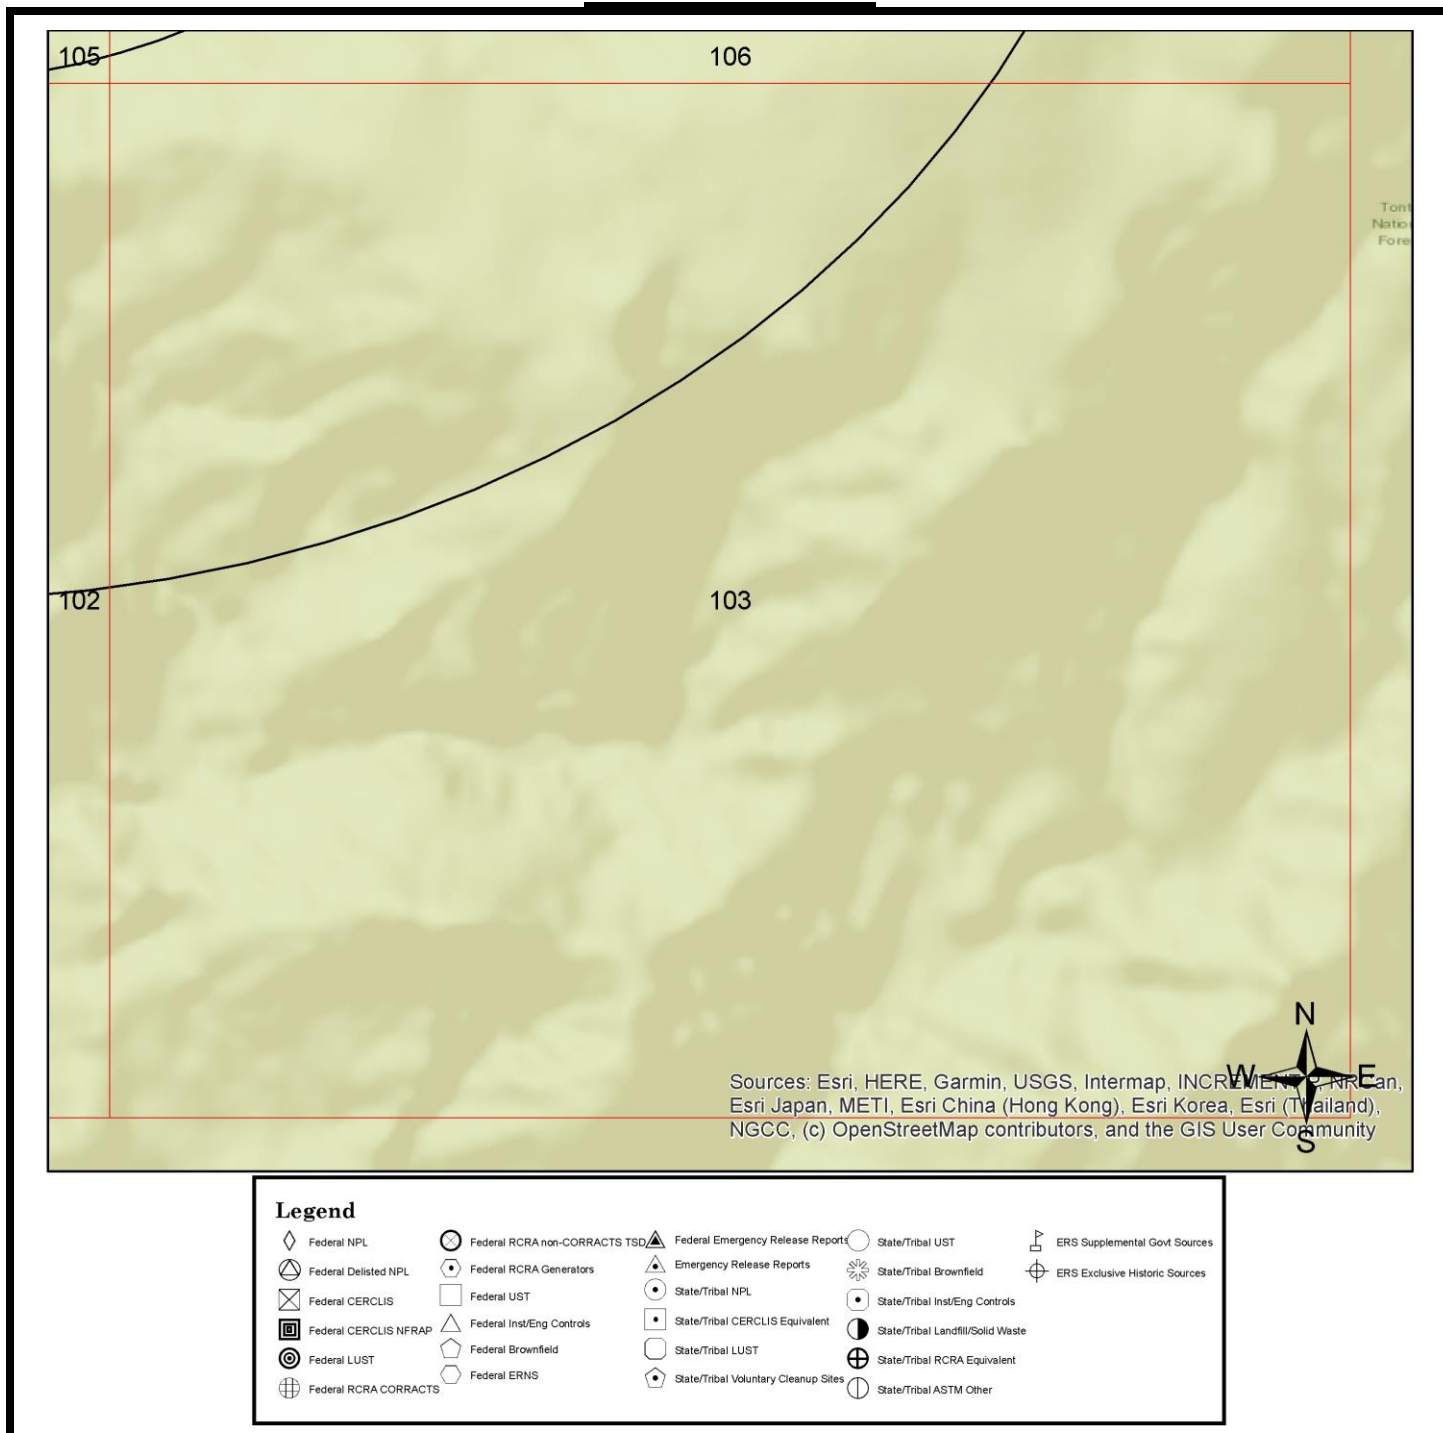 105
106
Tont
Natio
Fore
102
103
N
W
E
S
Sources: Esri, HERE, Garmin, USGS, Intermap, INCREMENT P, NRCan,
Esri Japan, METI, Esri China (Hong Kong), Esri Korea, Esri (Thailand),
NGCC, (c) OpenStreetMap contributors, and the GIS User Community
Legend
Federal NPL
Federal Delisted NPL
Federal CERCLIS
Federal CERCLIS NFRAP
Federal LUST
Federal RCRA CORRACTS
Federal RCRA non-CORRACTS TSD
Federal RCRA Generators
Federal UST
Federal Inst/Eng Controls
Federal Brownfield
Federal ERNS
Federal Emergency Release Reports
Emergency Release Reports
State/Tribal NPL
State/Tribal CERCLIS Equivalent
State/Tribal LUST
State/Tribal Voluntary Cleanup Sites
State/Tribal UST
State/Tribal Brownfield
State/Tribal Inst/Eng Controls
State/Tribal Landfill/Solid Waste
State/Tribal RCRA Equivalent
State/Tribal ASTM Other
ERS Supplemental Govt Sources
ERS Exclusive Historic Sources